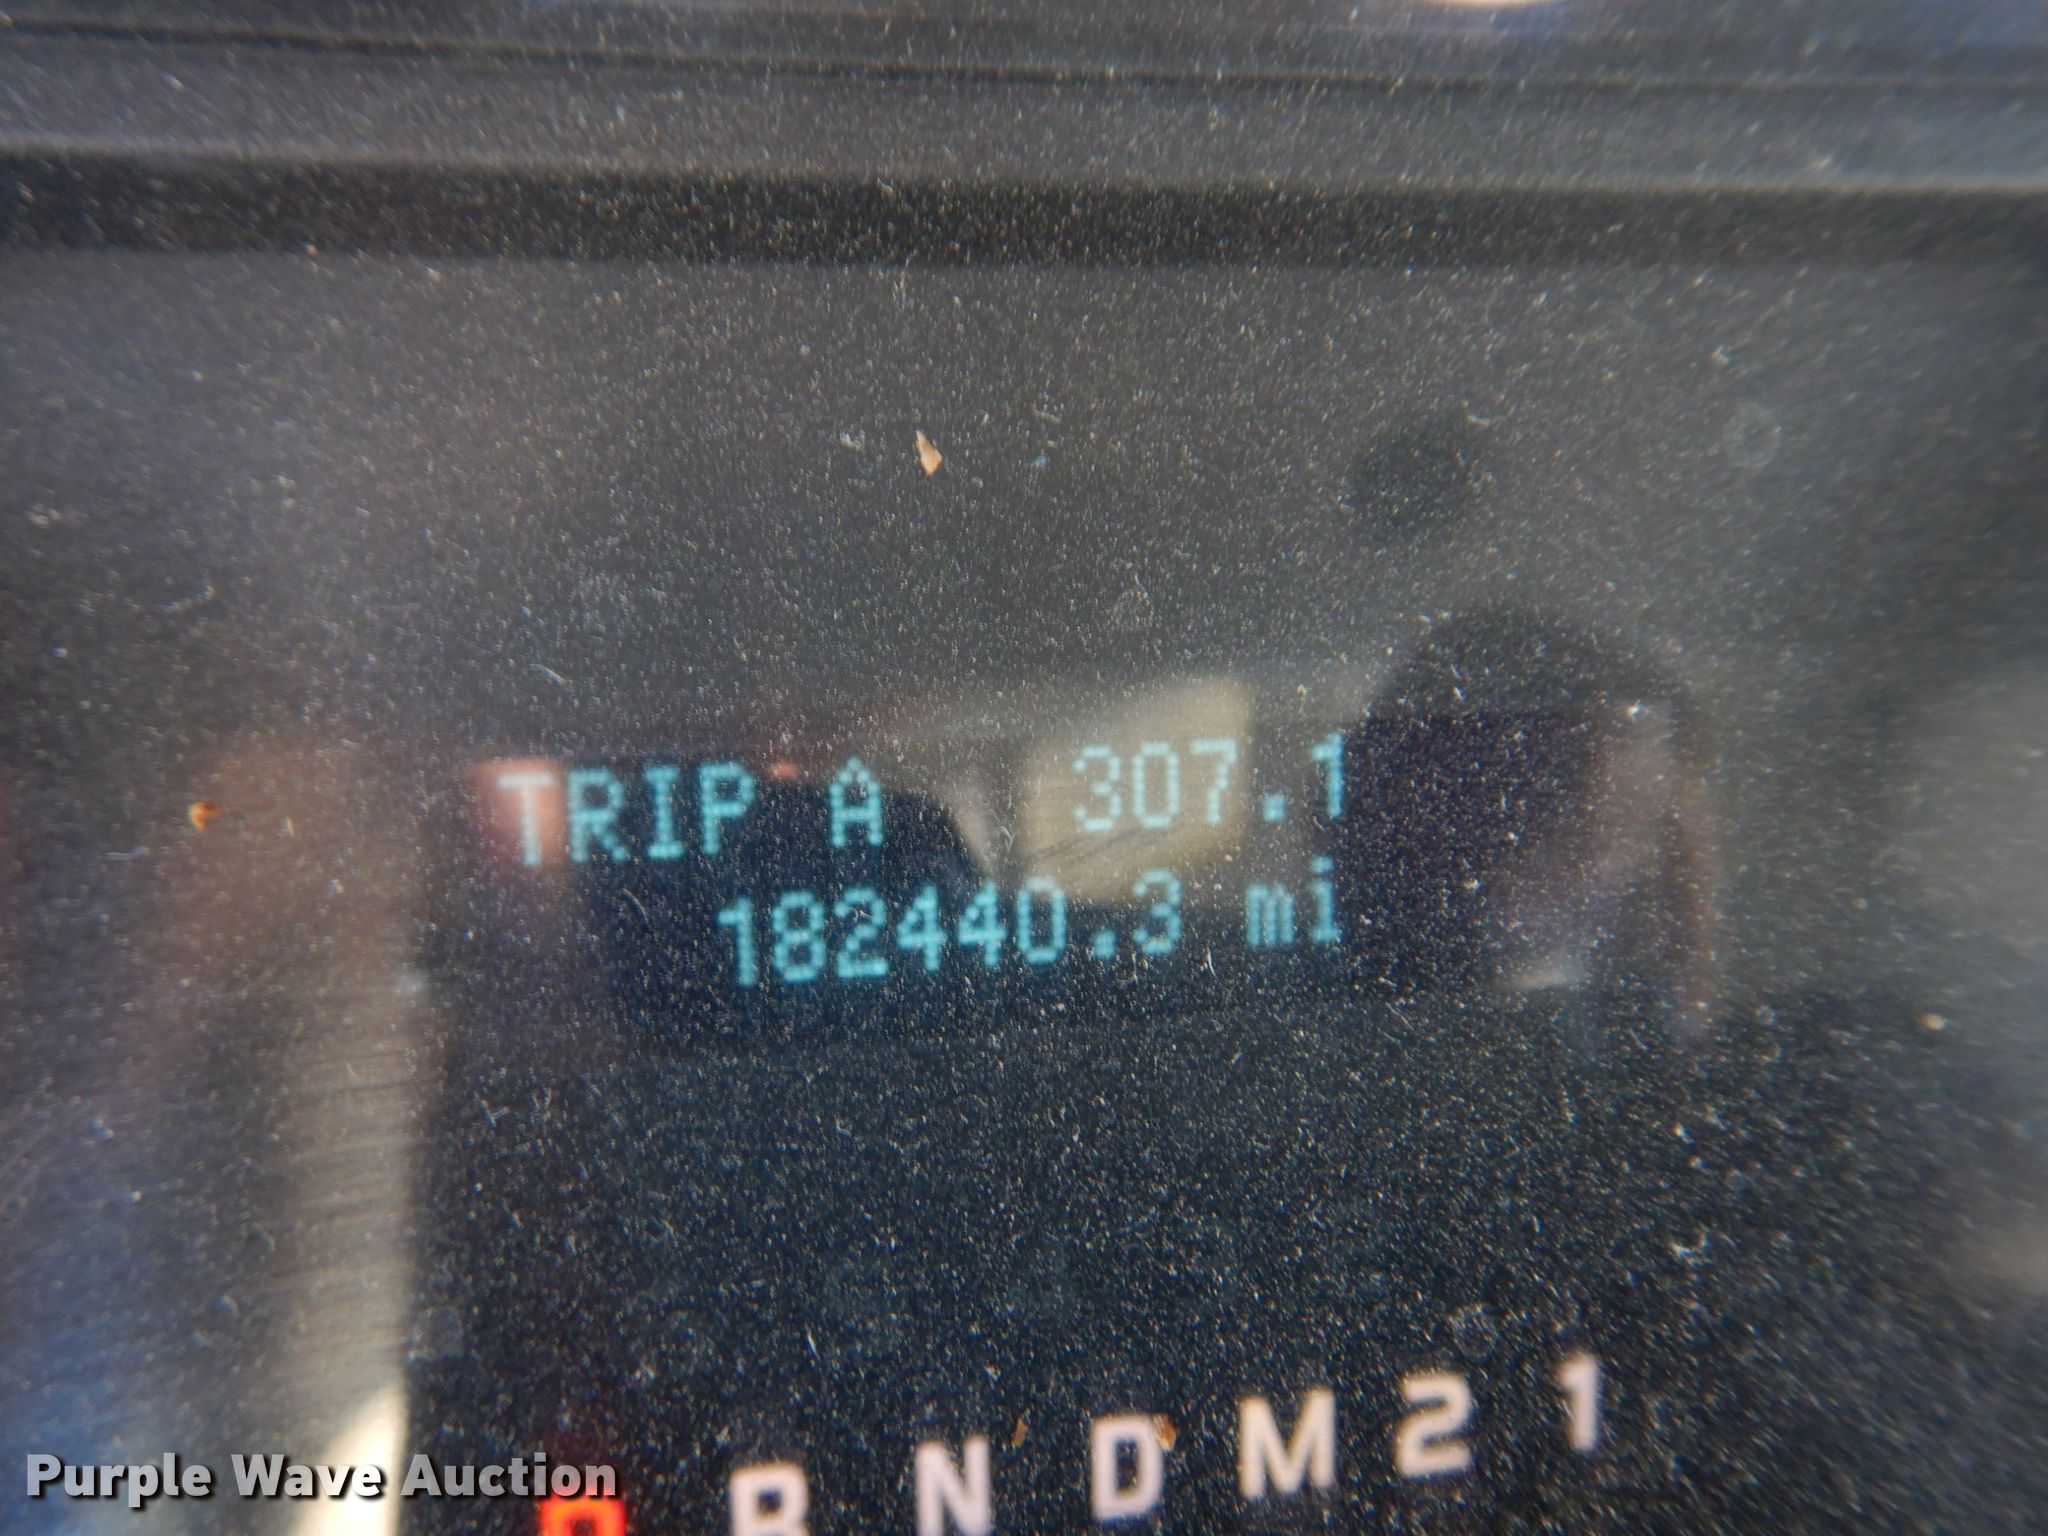 TRIP A 307.1
182440.3 mi
P R N D M 2 1
Purple Wave Auction